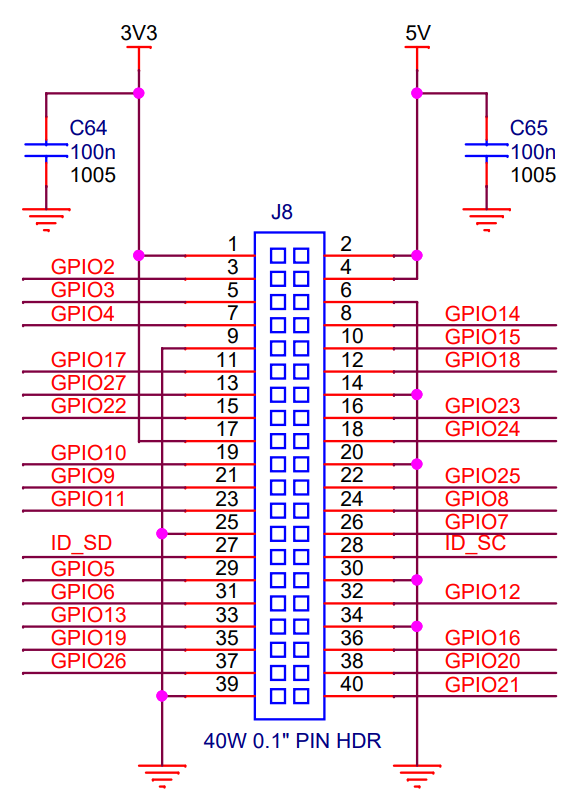 3V3 5V
C64
100n
1005
C65
100n
1005
J8
1 2
GPIO2 3 4
GPIO3 5 6
GPIO4 7 8 GPIO14
9 10 GPIO15
GPIO17 11 12 GPIO18
GPIO27 13 14
GPIO22 15 16 GPIO23
17 18 GPIO24
GPIO10 19 20
GPIO9 21 22 GPIO25
GPIO11 23 24 GPIO8
25 26 GPIO7
ID_SD 27 28 ID_SC
GPIO5 29 30
GPIO6 31 32 GPIO12
GPIO13 33 34
GPIO19 35 36 GPIO16
GPIO26 37 38 GPIO20
39 40 GPIO21
40W 0.1" PIN HDR